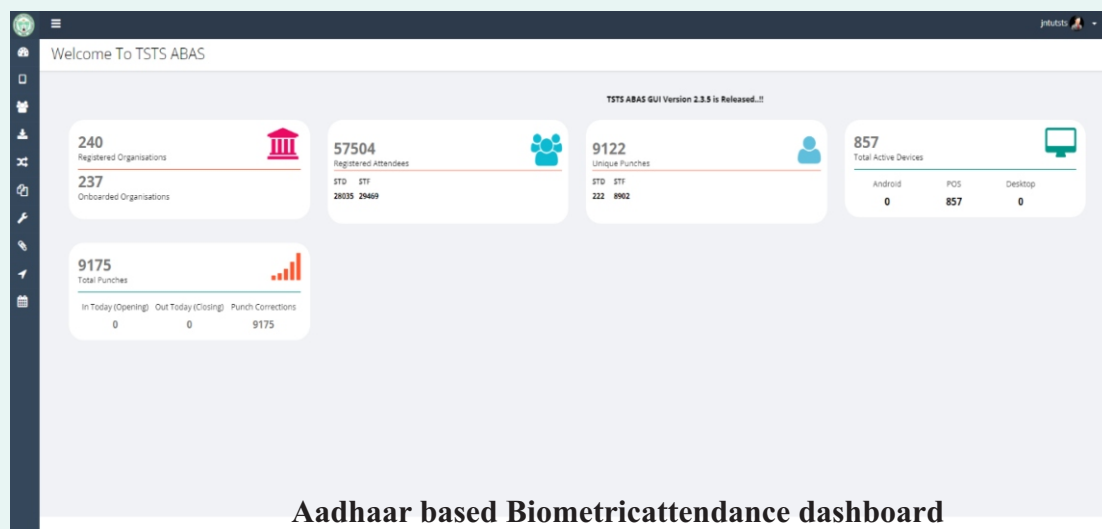 jntutsts
Welcome To TSTS ABAS
TSTS ABAS GUI Version 2.3.5 is Released..!!
240
Registered Organisations
237
Onboarded Organisations
57504
Registered Attendees
STD STF
28035 29469
9122
Unique Punches
STD STF
222 8902
857
Total Active Devices
Android POS Desktop
0 857 0
9175
Total Punches
In Today (Opening) Out Today (Closing) Punch Corrections
0 0 9175
Aadhaar based Biometricattendance dashboard